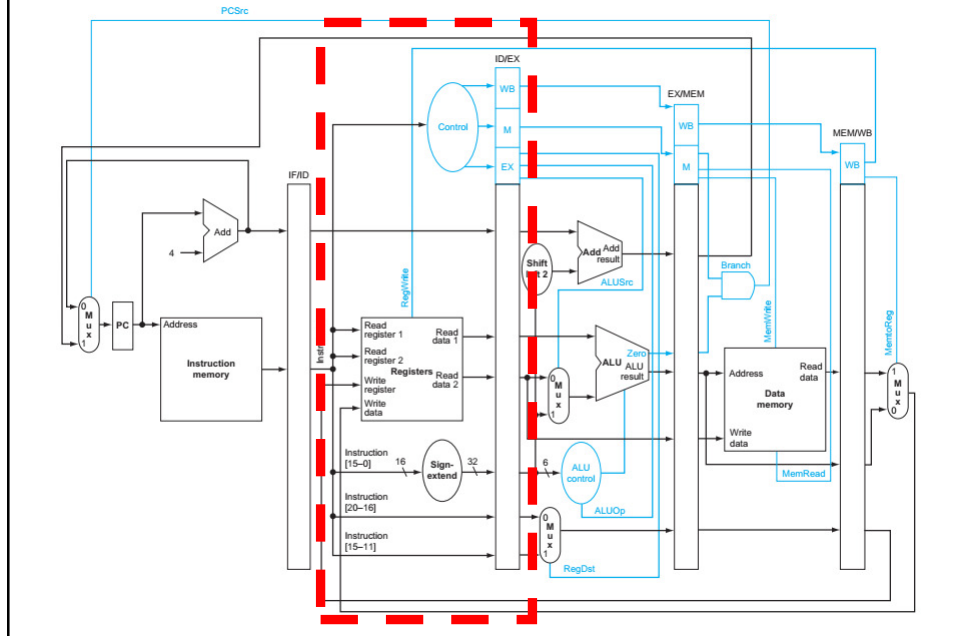 PCSrc
ID/EX
WB
EX/MEM
Control
M
WB
MEM/WB
EX
M
WB
IF/ID
Add
4
Add
Add
result
Shift
2
ALUSrc
Branch
RegWrite
MemWrite
MemtoReg
0
M
u
x
1
PC
Address
Instruction
memory
Read
register 1
Read
register 2
Write
register
Write
data
Registers
Read
data 1
Read
data 2
0
M
u
x
1
ALU
Zero
ALU
result
Address
Read
data
Data
memory
Write
data
1
M
u
x
0
Instruction
[15–0]
16
Sign-
extend
32
6
ALU
control
MemRead
Instruction
[20–16]
ALUOp
0
M
u
x
1
Instruction
[15–11]
RegDst